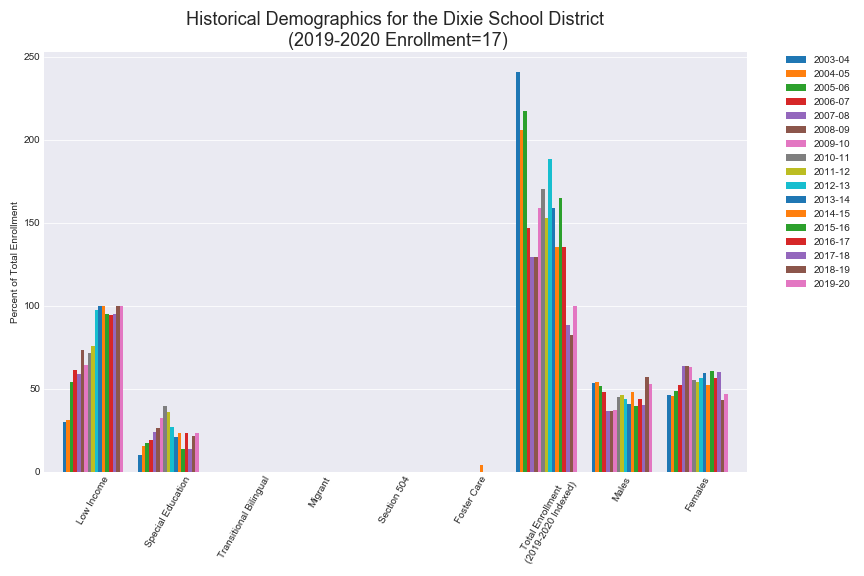 Historical Demographics for the Dixie School District
(2019-2020 Enrollment=17)
250
200
150
100
50
0
Percent of Total Enrollment
Low Income
Special Education
Transitional Bilingual
Migrant
Section 504
Foster Care
Total Enrollment
(2019-2020 Indexed)
Males
Females
2003-04
2004-05
2005-06
2006-07
2007-08
2008-09
2009-10
2010-11
2011-12
2012-13
2013-14
2014-15
2015-16
2016-17
2017-18
2018-19
2019-20